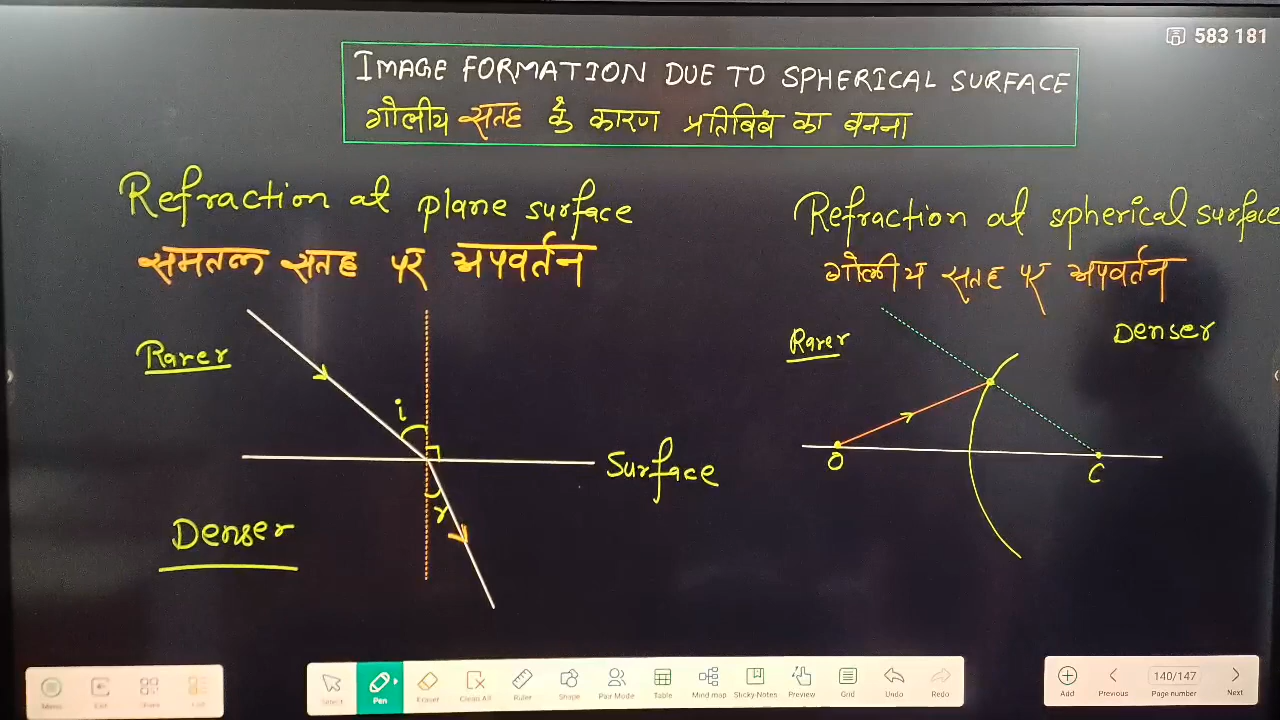 583 181
IMAGE FORMATION DUE TO SPHERICAL SURFACE
गोलीय सतह के कारण प्रतिबिंब का बनना
Refraction at plane surface
समतल सतह पर अपवर्तन
Rarer
i
Surface
r
Denser
Refraction at spherical surface
गोलीय सतह पर अपवर्तन
Rarer
Denser
O
C
Menu
Select
Pen
Eraser
Clean All
Ruler
Shape
Pair Mode
Table
Mind map
Sticky Notes
Preview
Grid
Undo
Redo
Add
Previous
140/147
Page number
Next